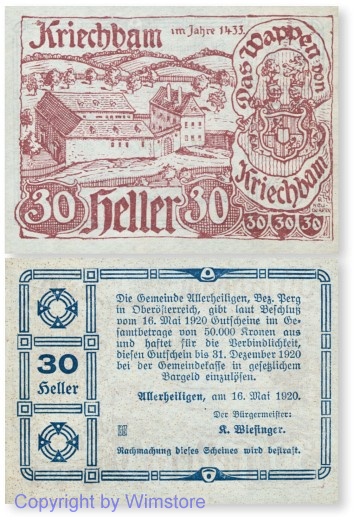 Kriechbam im Jahre 1433.
Das Wappen von
Kriechbam
30 Heller 30
30 30 30
Die Gemeinde Allerheiligen, Bez. Perg
in Oberösterreich, gibt laut Beschluß
vom 16. Mai 1920 Gutscheine im Ge-
samtbetrage von 50.000 Kronen aus
und haftet für die Verbindlichkeit,
diesen Gutschein bis 31. Dezember 1920
bei der Gemeindekasse in gesetzlichem
Bargeld einzulösen.
30
Heller
Allerheiligen, am 16. Mai 1920.
Der Bürgermeister:
K. Wiesinger.
Nachmachung dieses Scheines wird bestraft.
Copyright by Wimstore